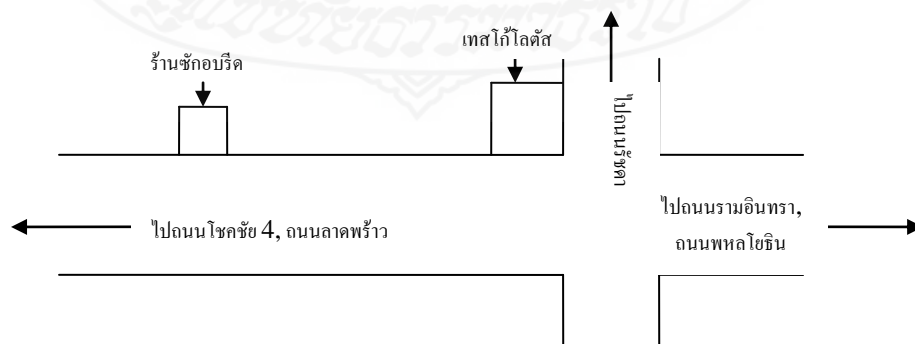 เทสโก้โลตัส
ร้านซักอบรีด
ไปถนนรัชดา
ไปถนนรามอินทรา,
ถนนพหลโยธิน
ไปถนนโชคชัย 4, ถนนลาดพร้าว